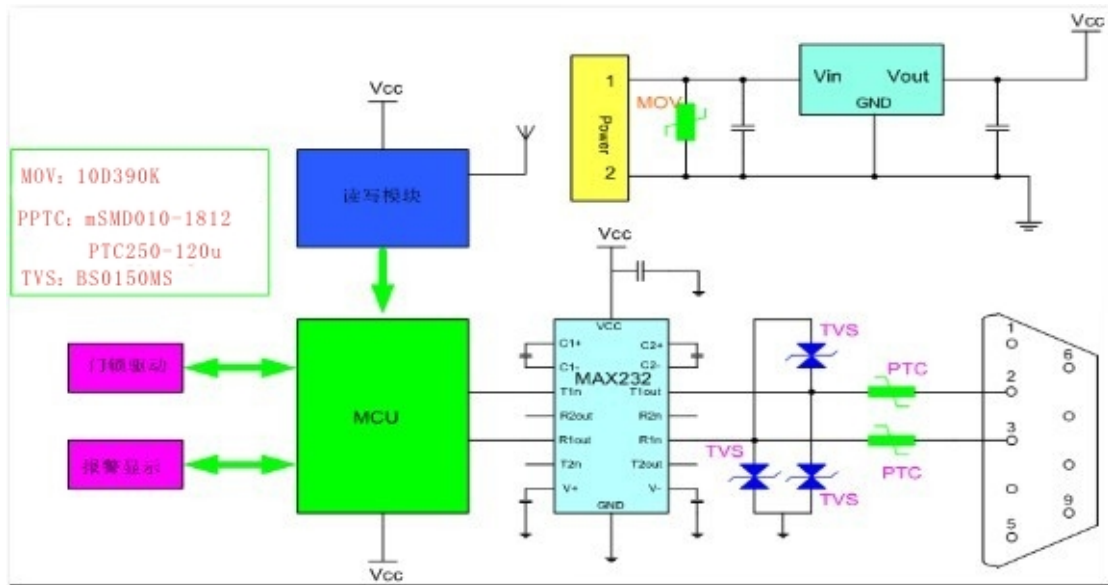 Vcc
Vcc
1
Vin
Vout
MOV
GND
Power
2
MOV: 10D390K
PPTC: mSMD010-1812
PTC250-120u
TVS: BS0150MS
读写模块
Vcc
VCC
C1+
C2+
C1-
C2-
MAX232
T1In
T1out
R2out
R2In
R1out
R1In
T2In
T2out
V+
V-
GND
门锁驱动
报警显示
MCU
Vcc
TVS
TVS
TVS
PTC
PTC
1
6
2
3
9
5